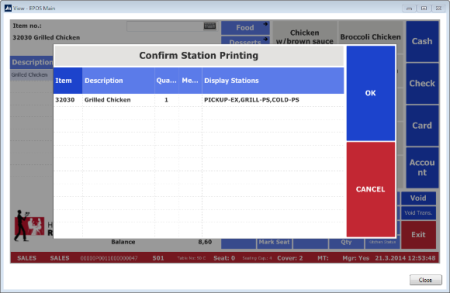 View - EPOS Main
Item no.:
32030 Grilled Chicken
Food
Desserts
Chicken w/brown sauce
Broccoli Chicken
Cash
Description
Grilled Chicken
Confirm Station Printing
Item Description Qua... Me... Display Stations
32030 Grilled Chicken 1 PICKUP-EX,GRILL-PS,COLD-PS
OK
CANCEL
Check
Card
Account
Void
Void Trans.
Exit
Balance 8,60
Mark Seat
Qty
SALES SALES 501 Seat: 0 Cover: 2 MT: Mgr: Yes 21.3.2014 12:53:48
Close